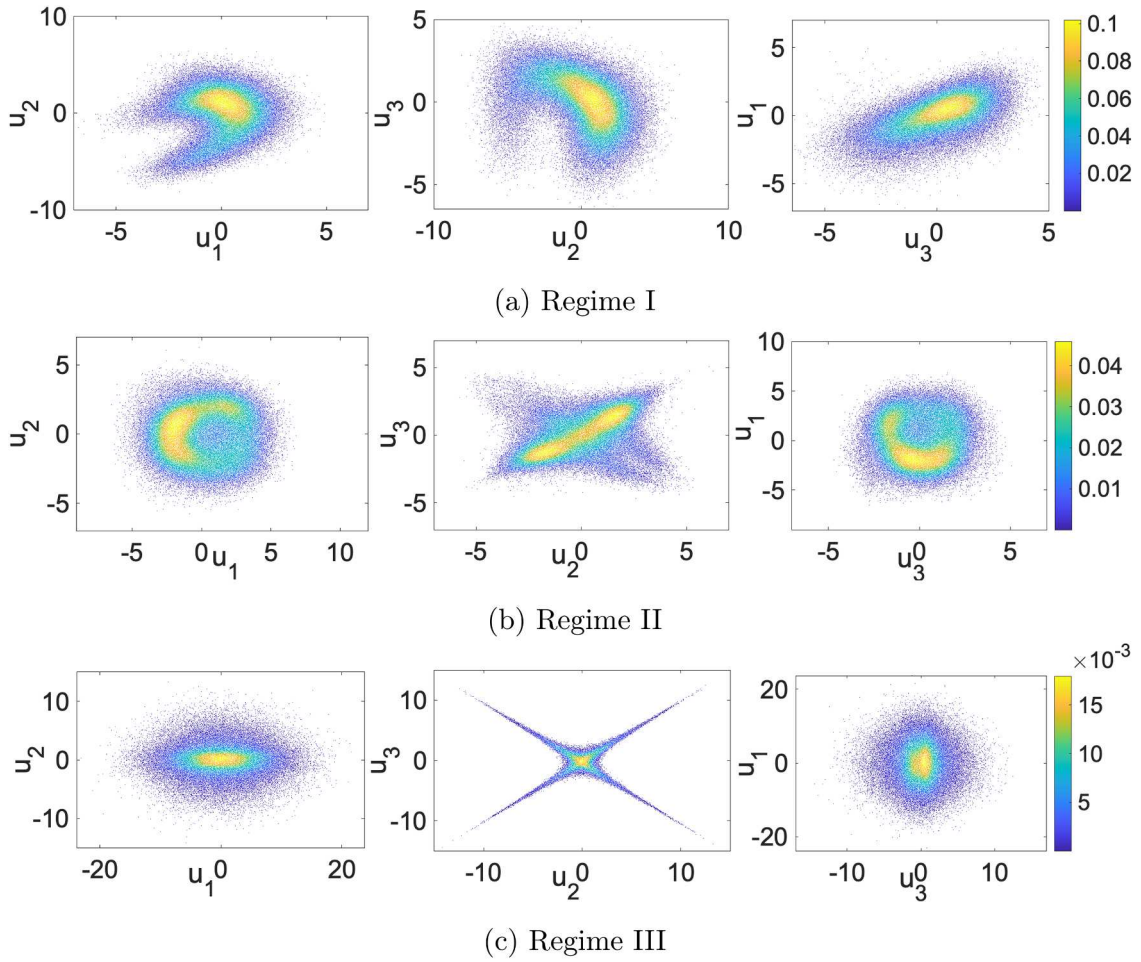 10 5 0.1
u2 0 u3 0 u1 0 0.08
0.06
0.04
-10 -5 -5 0.02
-5 u1 0 5 -10 u2 0 10 -5 u3 0 5
(a) Regime I
5 5 10 0.04
u2 0 u3 0 u1 5 0.03
0 0.02
-5 -5 -5 0.01
-5 0 u1 5 10 -5 u2 0 5 -5 u3 0 5
(b) Regime II
×10-3
10 10 20 15
u2 0 u3 0 u1 0 10
-10 -10 -20 5
-20 u1 0 20 -10 u2 0 10 -10 u3 0 10
(c) Regime III